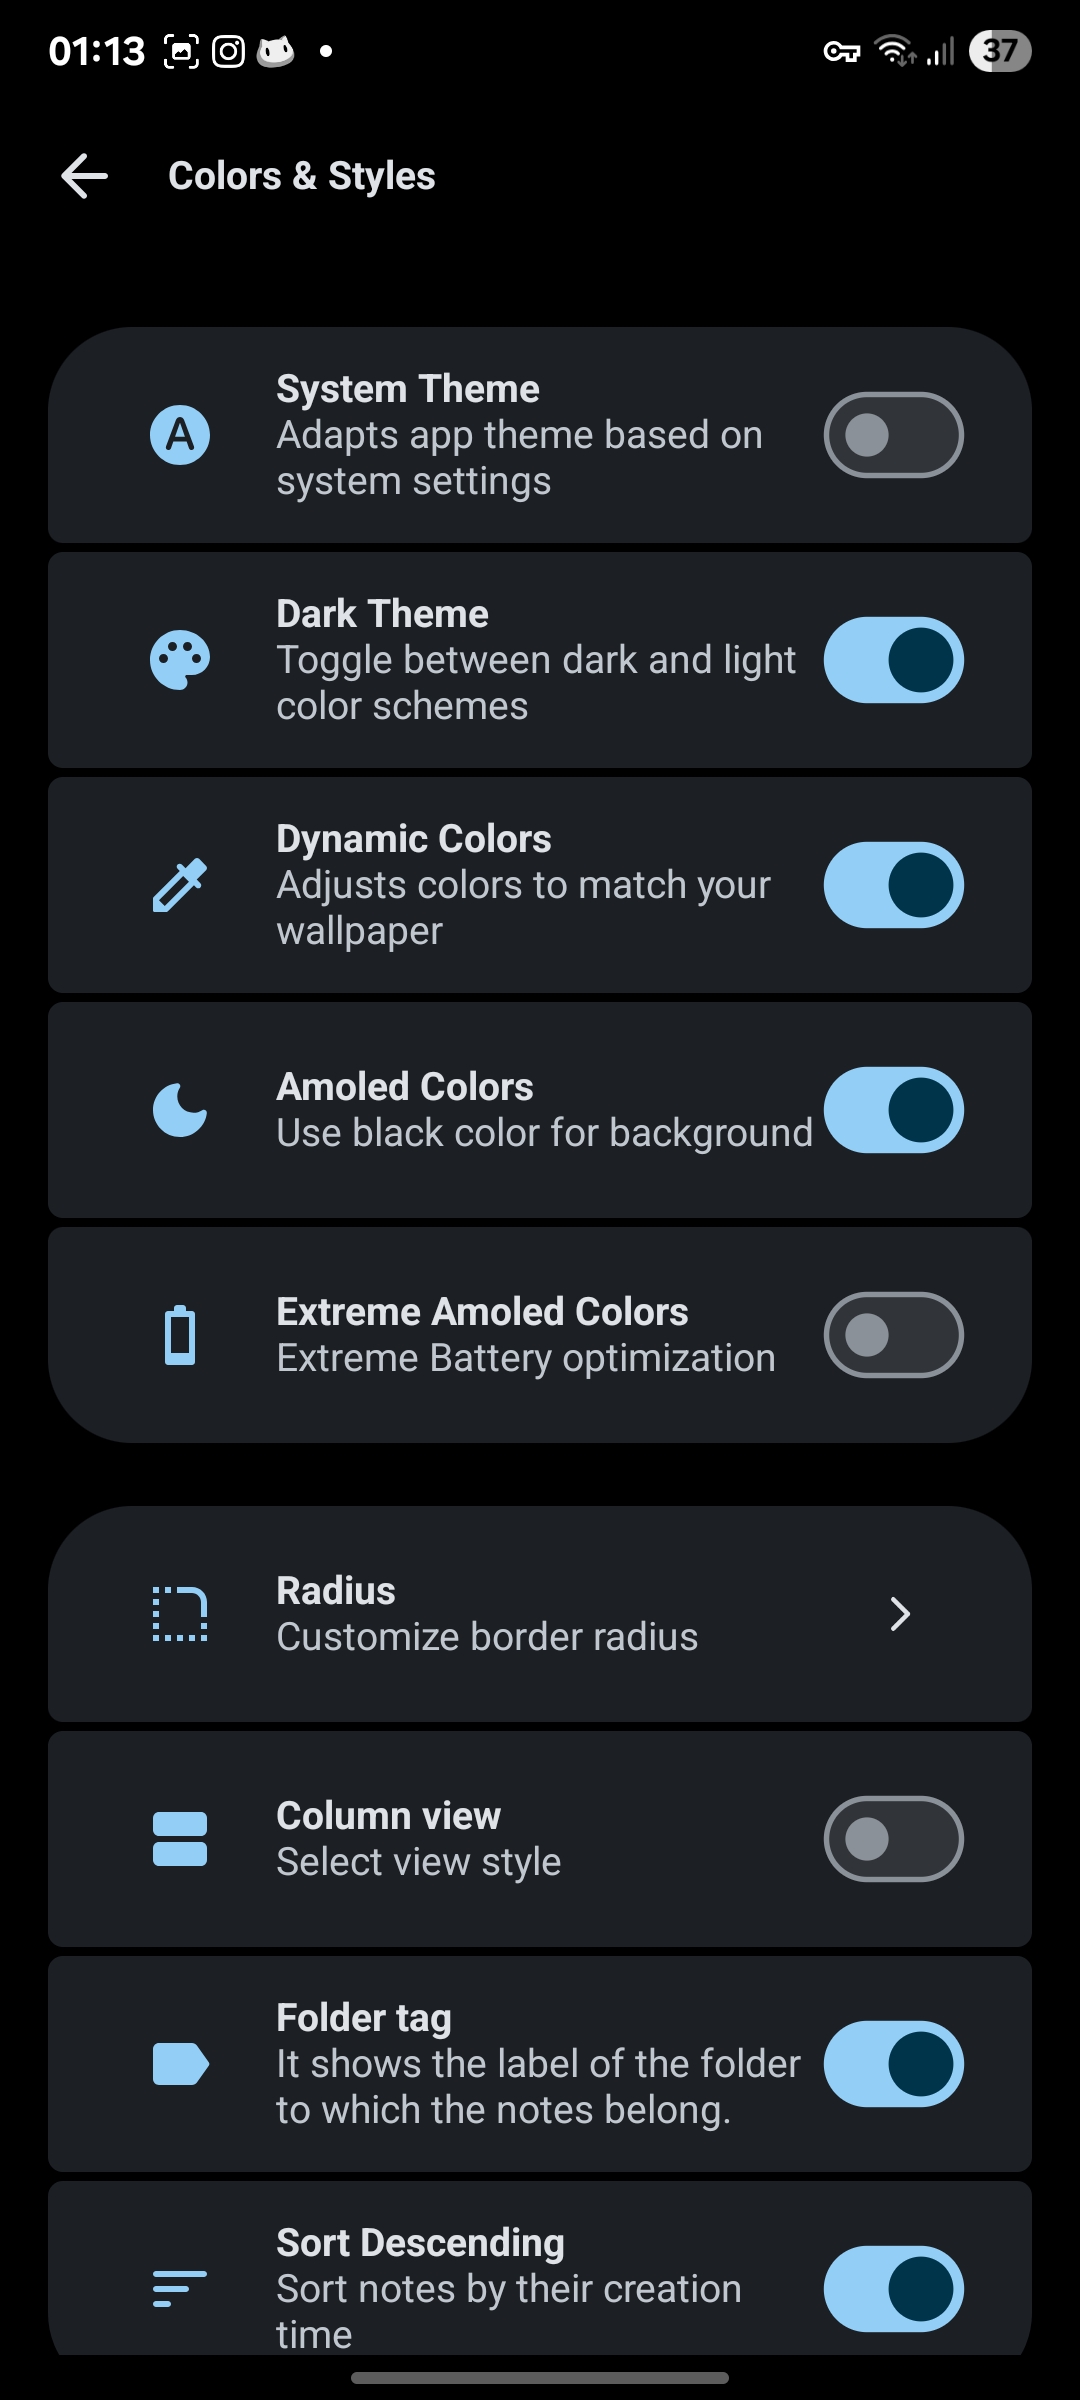 01:13
37
Colors & Styles
A
System Theme
Adapts app theme based on
system settings
Dark Theme
Toggle between dark and light
color schemes
Dynamic Colors
Adjusts colors to match your
wallpaper
Amoled Colors
Use black color for background
Extreme Amoled Colors
Extreme Battery optimization
Radius
Customize border radius
Column view
Select view style
Folder tag
It shows the label of the folder
to which the notes belong.
Sort Descending
Sort notes by their creation
time